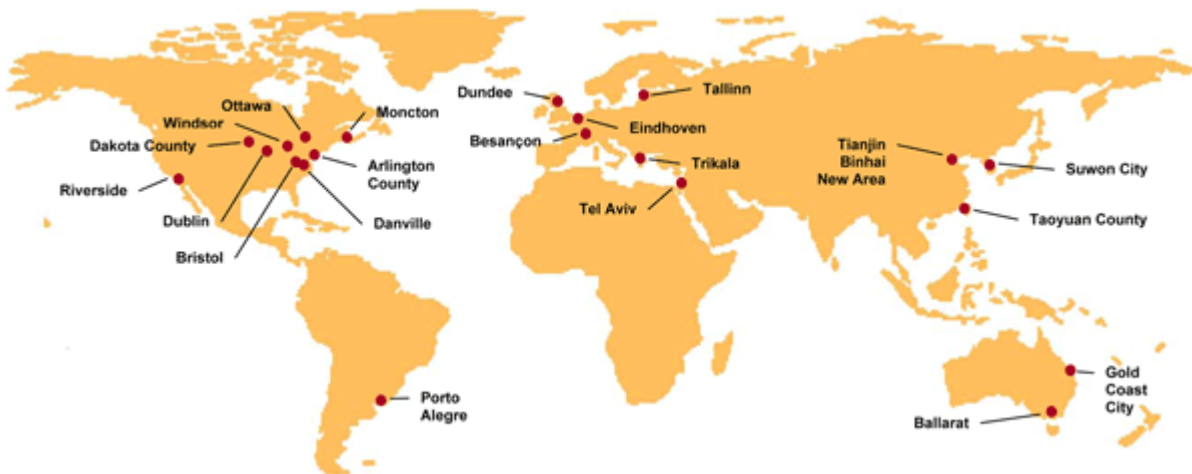 Ottawa
Windsor
Dakota County
Riverside
Dublin
Bristol
Moncton
Arlington
County
Danville
Porto
Alegre
Dundee
Besançon
Tallinn
Eindhoven
Trikala
Tel Aviv
Tianjin
Binhai
New Area
Suwon City
Taoyuan County
Gold
Coast
City
Ballarat